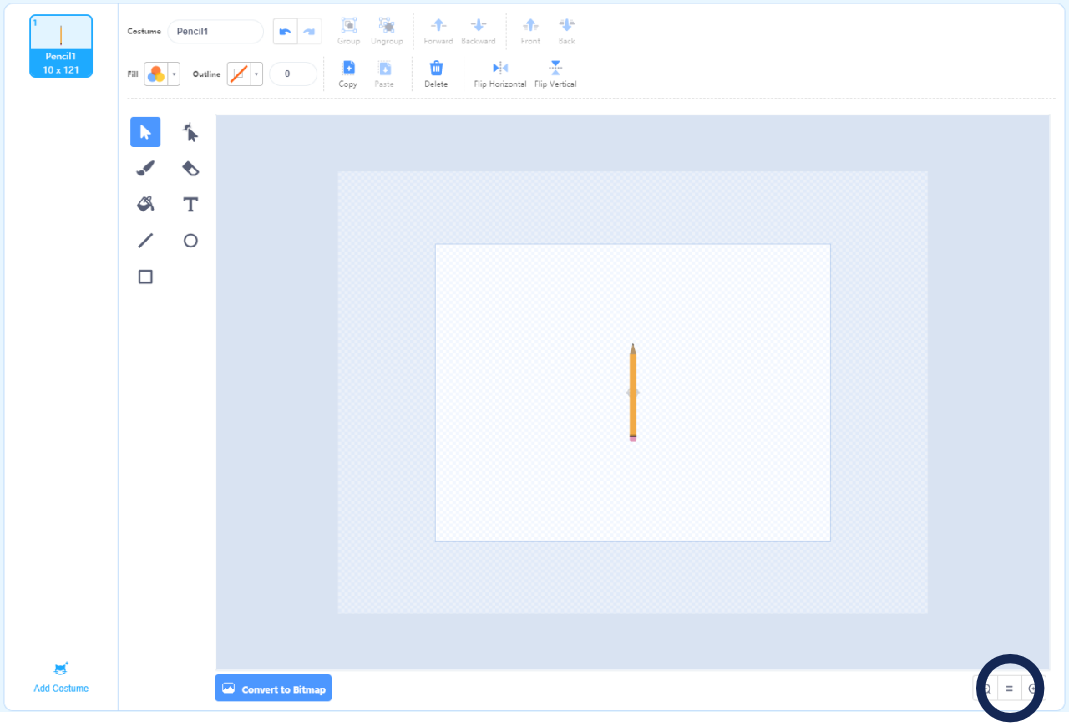 1
Pencil1
10 x 121
Costume Pencil1
Group Ungroup Forward Backward Front Back
Fill Outline 0
Copy Paste Delete Flip Horizontal Flip Vertical
T
Add Costume
Convert to Bitmap
=